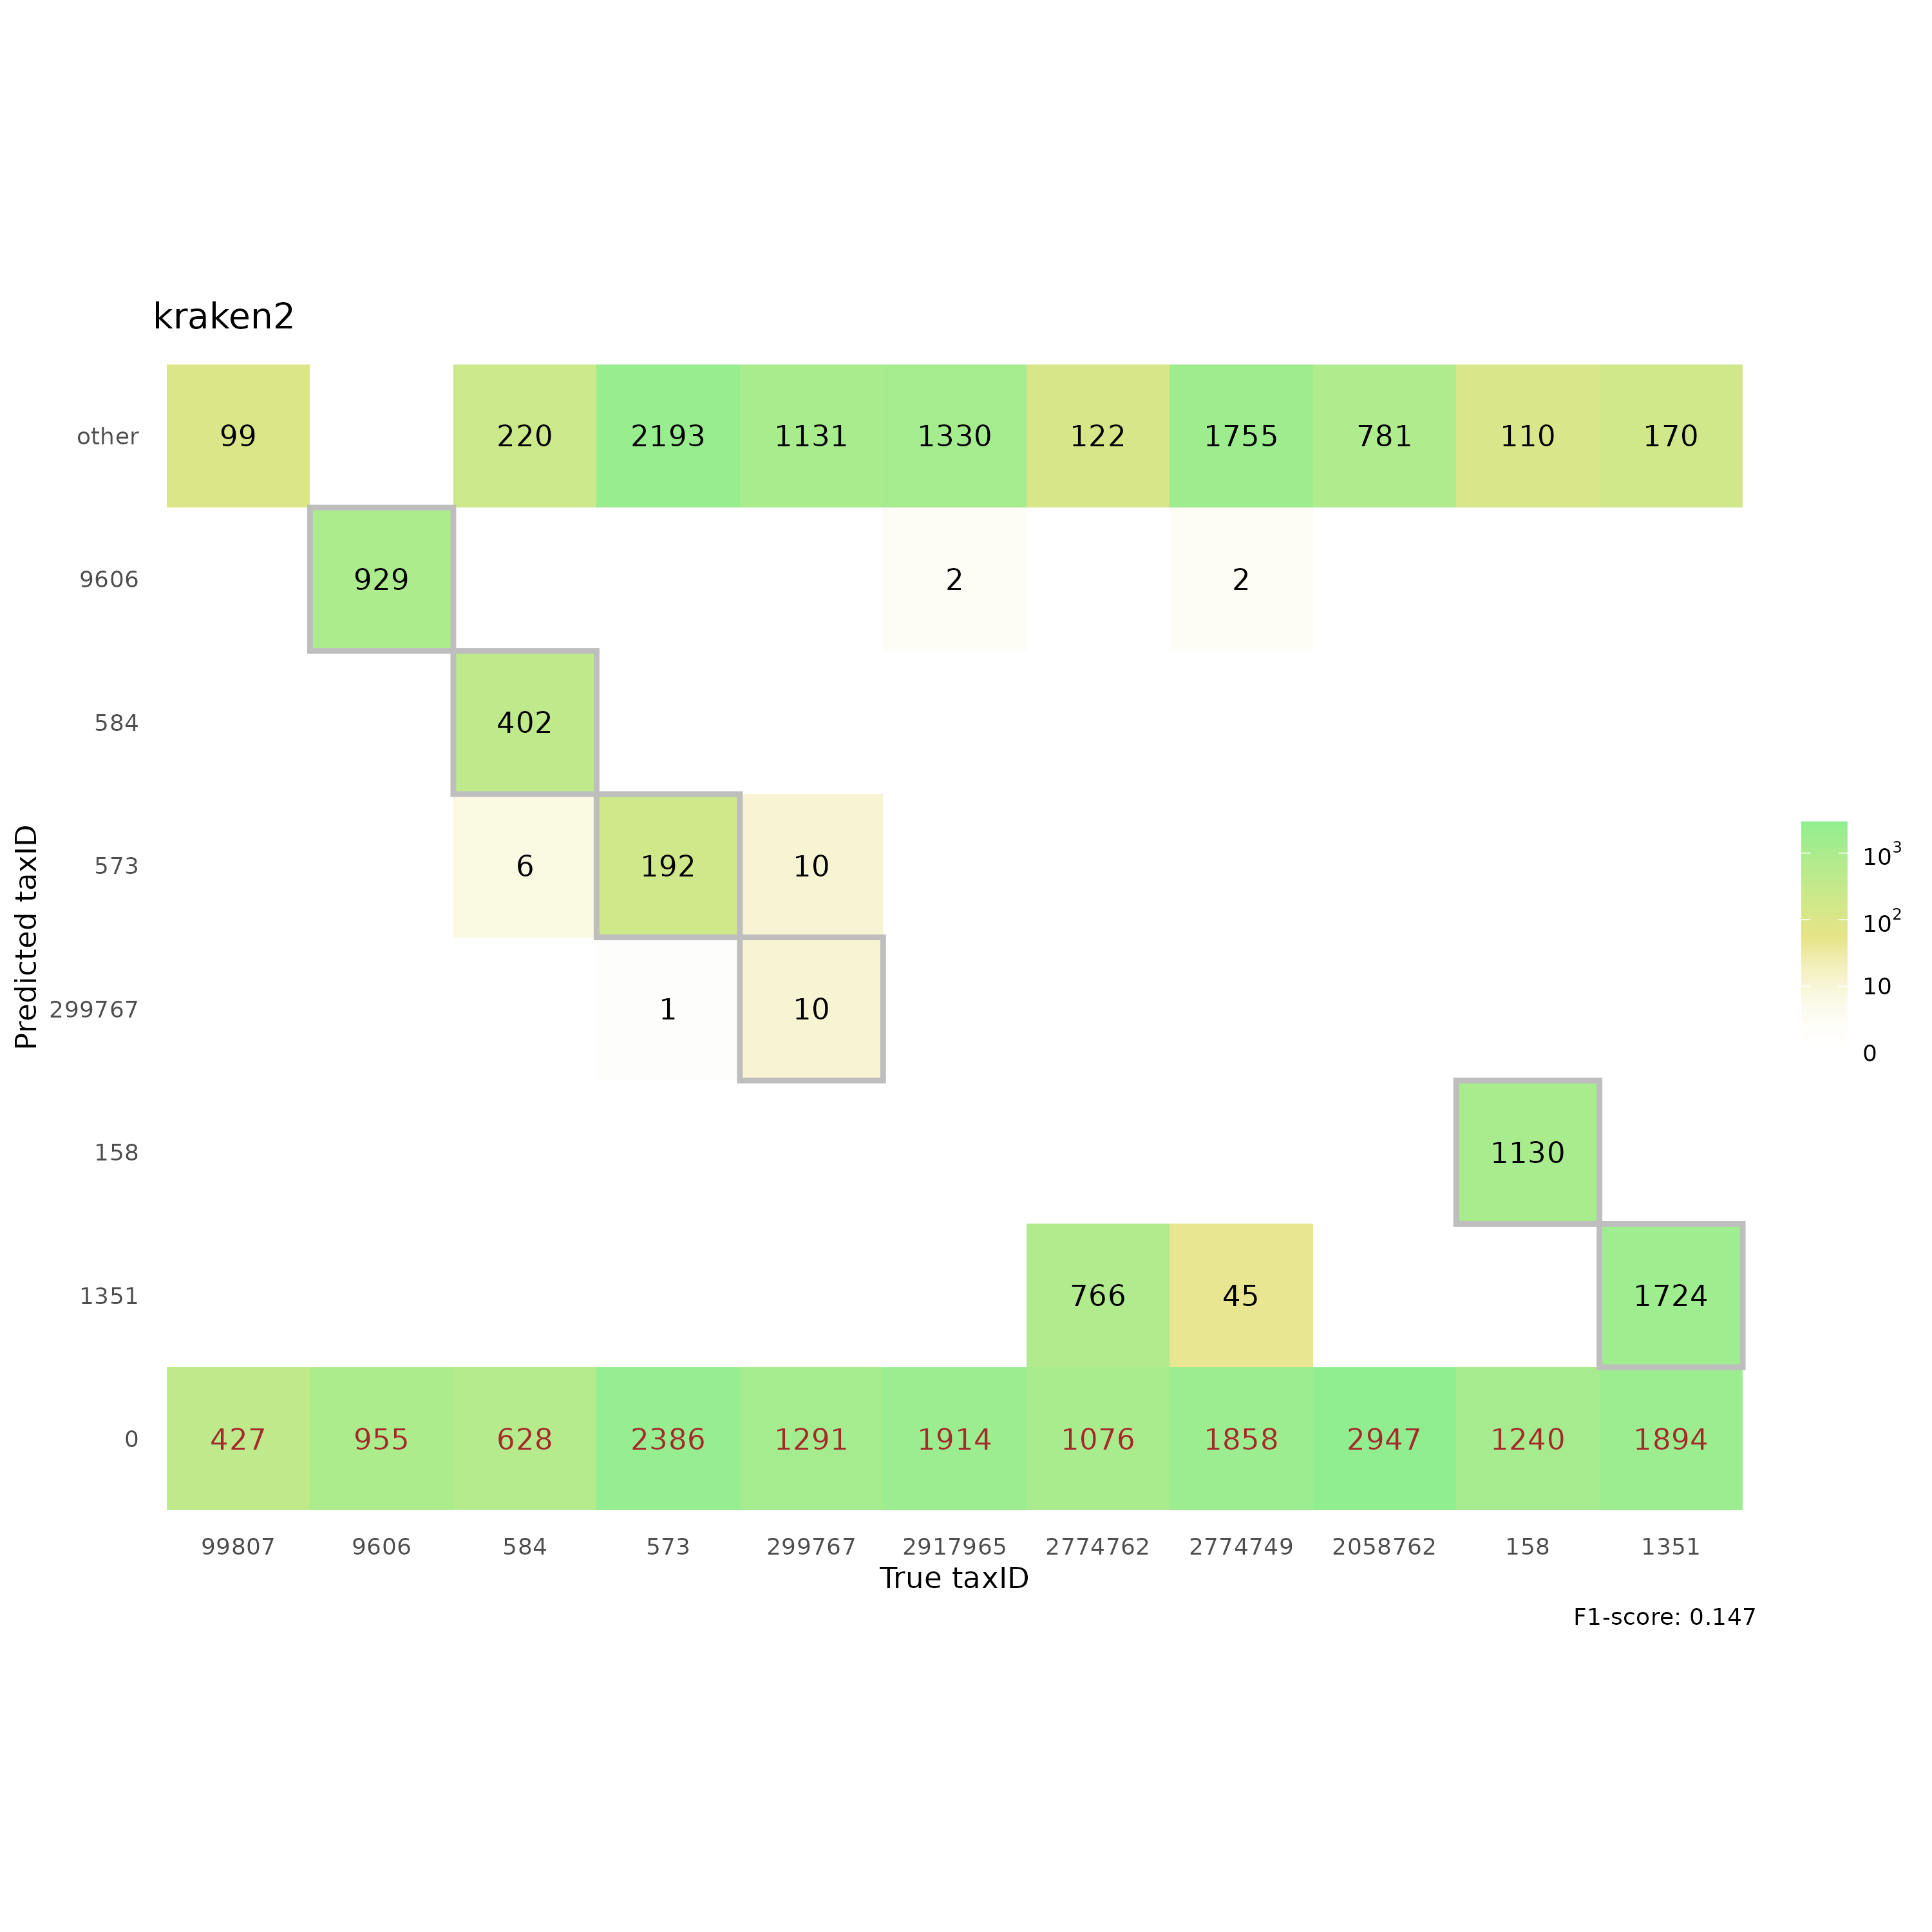 kraken2
other 99 220 2193 1131 1330 122 1755 781 110 170
9606 929 2 2
584 402
573 6 192 10
299767 1 10
158 1130
1351 766 45 1724
0 427 955 628 2386 1291 1914 1076 1858 2947 1240 1894
99807 9606 584 573 299767 2917965 2774762 2774749 2058762 158 1351
True taxID
Predicted taxID
10³
10²
10
0
F1-score: 0.147